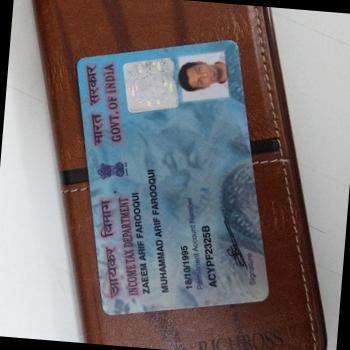 आयकर विभाग
INCOME TAX DEPARTMENT
भारत सरकार
GOVT. OF INDIA
ZAEEM ARIF FAROOQUI
MUHAMMAD ARIF FAROOQUI
18/10/1995
Permanent Account Number
ACYPF2325B
Signature
RICHBOSS